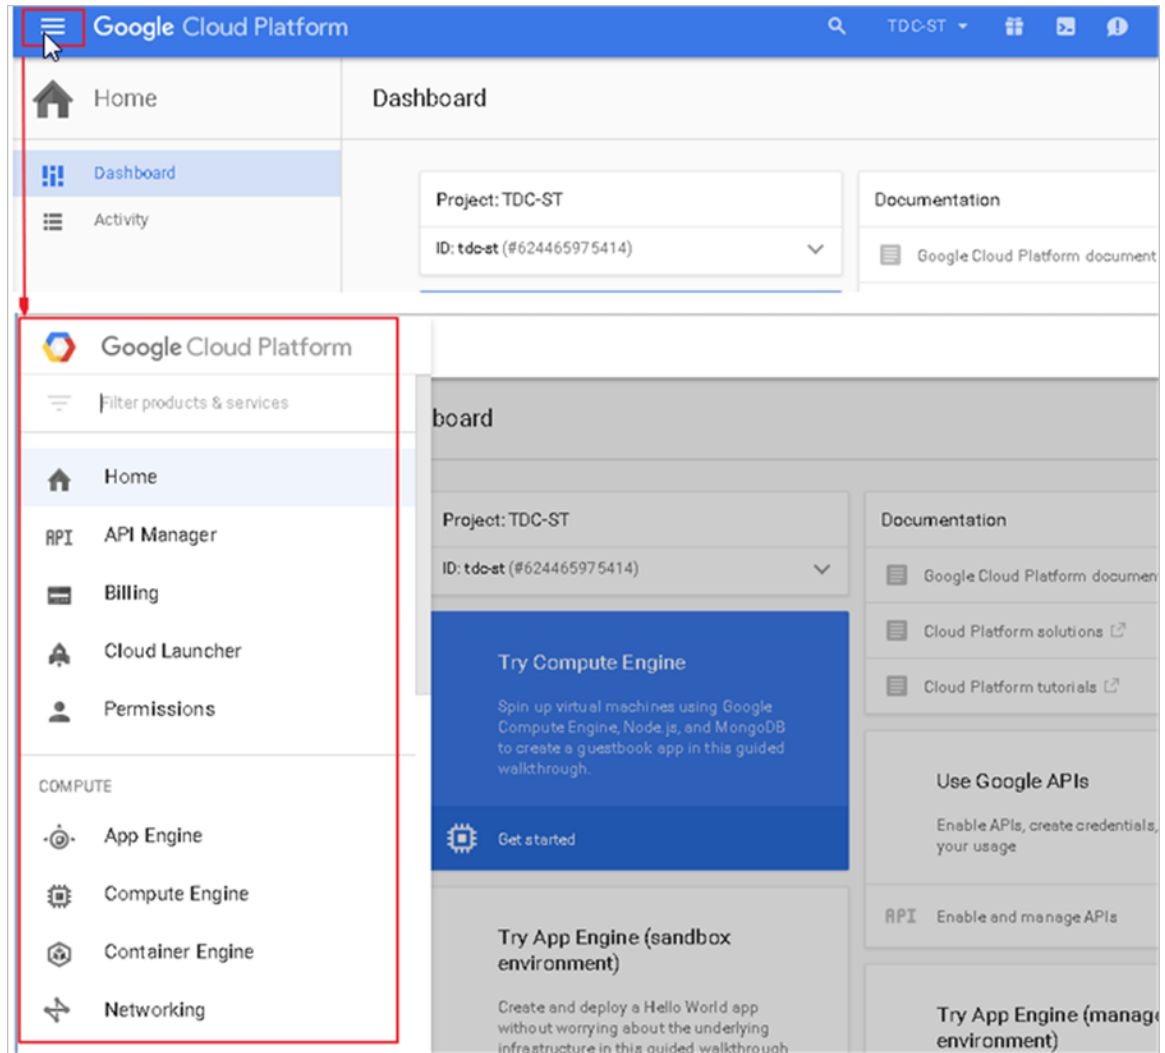 Google Cloud Platform
TDC-ST
Home
Dashboard
Dashboard
Activity
Project: TDC-ST
ID: tdc-st (#624465975414)
Documentation
Google Cloud Platform document
Google Cloud Platform
Filter products & services
Home
API API Manager
Billing
Cloud Launcher
Permissions
COMPUTE
App Engine
Compute Engine
Container Engine
Networking
board
Project: TDC-ST
ID: tdc-st (#624465975414)
Try Compute Engine
Spin up virtual machines using Google
Compute Engine, Node.js, and MongoDB
to create a guestbook app in this guided
walkthrough.
Get started
Try App Engine (sandbox
environment)
Create and deploy a Hello World app
without worrying about the underlying
infrastructure in this guided walkthrough
Documentation
Google Cloud Platform documen
Cloud Platform solutions
Cloud Platform tutorials
Use Google APIs
Enable APIs, create credentials,
your usage
API Enable and manage APIs
Try App Engine (manag
environment)